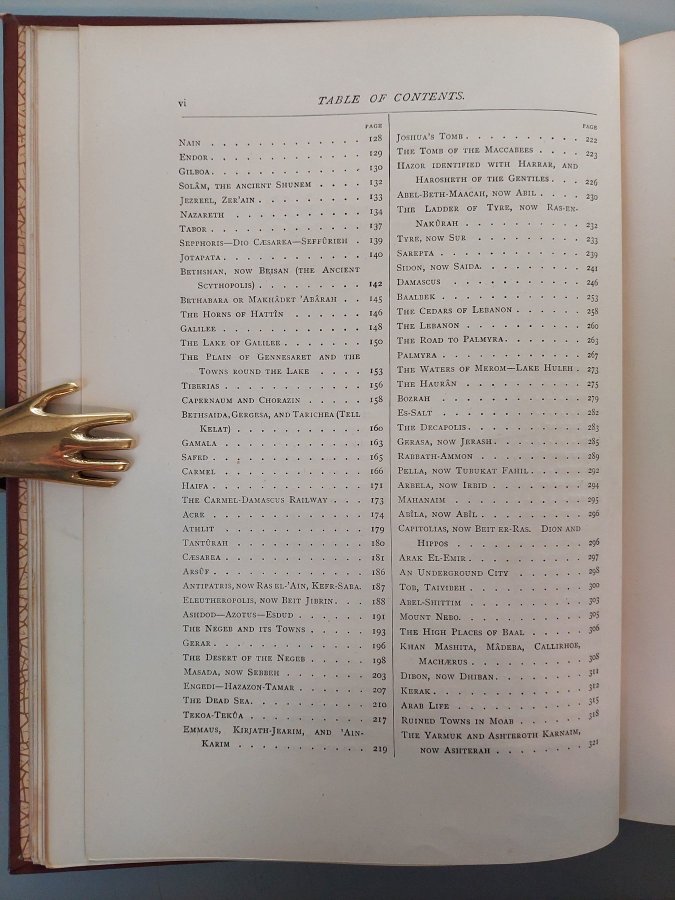 vi
TABLE OF CONTENTS.
PAGE
NAIN . . . . . . . . . . . . . 128
ENDOR . . . . . . . . . . . . . 129
GILBOA . . . . . . . . . . . . . 130
SOLÂM, THE ANCIENT SHUNEM . . . . 132
JEZREEL, ZER'AIN . . . . . . . . . 133
NAZARETH . . . . . . . . . . . 134
TABOR . . . . . . . . . . . . . 137
SEPPHORIS—DIO CÆSAREA—SEFFÛRIEH . 139
JOTAPATA . . . . . . . . . . . . 140
BETHSHAN, NOW BEISAN (THE ANCIENT
SCYTHOPOLIS) . . . . . . . . . 142
BETHABARA OR MAKHÂDET 'ABÂRAH . . 145
THE HORNS OF HATTÎN . . . . . . 146
GALILEE . . . . . . . . . . . . 148
THE LAKE OF GALILEE . . . . . . . 150
THE PLAIN OF GENNESARET AND THE
TOWNS ROUND THE LAKE . . . . 153
TIBERIAS . . . . . . . . . . . . 156
CAPERNAUM AND CHORAZIN . . . . . 158
BETHSAIDA, GERGESA, AND TARICHEA (TELL
KELAT) . . . . . . . . . . . 160
GAMALA . . . . . . . . . . . . 163
SAFED . . . . . . . . . . . . . 165
CARMEL . . . . . . . . . . . . 166
HAIFA . . . . . . . . . . . . . 171
THE CARMEL-DAMASCUS RAILWAY . . . 173
ACRE . . . . . . . . . . . . . 174
ATHLIT . . . . . . . . . . . . 179
TANTÛRAH . . . . . . . . . . . 180
CÆSAREA . . . . . . . . . . . . 181
ARSÛF . . . . . . . . . . . . . 186
ANTIPATRIS, NOW RAS EL-'AIN, KEFR-SABA. 187
ELEUTHEROPOLIS, NOW BEIT JIBRIN . . . 188
ASHDOD—AZOTUS—ESDUD . . . . . . 191
THE NEGEB AND ITS TOWNS . . . . . 193
GERAR . . . . . . . . . . . . . 196
THE DESERT OF THE NEGEB . . . . . 198
MASADA, NOW SEBBEH . . . . . . . 203
ENGEDI—HAZAZON-TAMAR . . . . . . 207
THE DEAD SEA . . . . . . . . . . 210
TEKOA-TEKÛA . . . . . . . . . . 217
EMMAUS, KIRJATH-JEARIM, AND 'AIN-
KARIM . . . . . . . . . . . 219
PAGE
JOSHUA'S TOMB . . . . . . . . . . 222
THE TOMB OF THE MACCABEES . . . . 223
HAZOR IDENTIFIED WITH HARRAR, AND
HAROSHETH OF THE GENTILES . . . 226
ABEL-BETH-MAACAH, NOW ABIL . . . . 230
THE LADDER OF TYRE, NOW RAS-EN-
NAKÛRAH . . . . . . . . . . 232
TYRE, NOW SUR . . . . . . . . . 233
SAREPTA . . . . . . . . . . . . 239
SIDON, NOW SAIDA. . . . . . . . . 241
DAMASCUS . . . . . . . . . . . 246
BAALBEK . . . . . . . . . . . . 253
THE CEDARS OF LEBANON . . . . . . 258
THE LEBANON . . . . . . . . . . 260
THE ROAD TO PALMYRA. . . . . . . 263
PALMYRA . . . . . . . . . . . . 267
THE WATERS OF MEROM—LAKE HULEH . 273
THE HAURÂN . . . . . . . . . . 275
BOZRAH . . . . . . . . . . . . 279
ES-SALT . . . . . . . . . . . . 282
THE DECAPOLIS . . . . . . . . . . 283
GERASA, NOW JERASH . . . . . . . . 285
RABBATH-AMMON . . . . . . . . . 289
PELLA, NOW TUBUKAT FAHIL . . . . . 292
ARBELA, NOW IRBID . . . . . . . . 294
MAHANAIM . . . . . . . . . . . 295
ABÎLA, NOW ABÎL . . . . . . . . . 296
CAPITOLIAS, NOW BEIT ER-RAS. DION AND
HIPPOS . . . . . . . . . . . 296
ARAK EL-EMIR . . . . . . . . . . 297
AN UNDERGROUND CITY . . . . . . 298
TOB, TAIYIBEH . . . . . . . . . . 300
ABEL-SHITTIM . . . . . . . . . . 303
MOUNT NEBO. . . . . . . . . . . 305
THE HIGH PLACES OF BAAL . . . . . 306
KHAN MASHITA, MÂDEBA, CALLIRHOE,
MACHÆRUS . . . . . . . . . . 308
DIBON, NOW DHIBAN . . . . . . . . 311
KERAK . . . . . . . . . . . . . 312
ARAB LIFE . . . . . . . . . . . 315
RUINED TOWNS IN MOAB . . . . . . 318
THE YARMUK AND ASHTEROTH KARNAIM,
NOW ASHTERAH . . . . . . . . 321